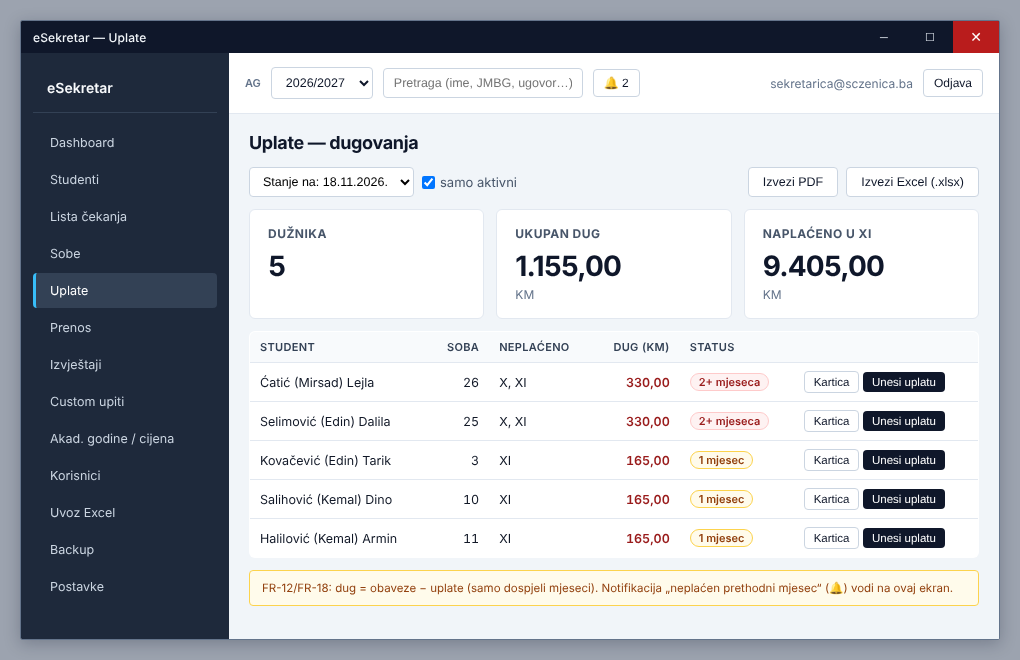 eSekretar — Uplate
eSekretar
Dashboard
Studenti
Lista čekanja
Sobe
Uplate
Prenos
Izvještaji
Custom upiti
Akad. godine / cijena
Korisnici
Uvoz Excel
Backup
Postavke
AG 2026/2027 Pretraga (ime, JMBG, ugovor…) 🔔 2 sekretarica@sczenica.ba Odjava
Uplate — dugovanja
Stanje na: 18.11.2026. samo aktivni Izvezi PDF Izvezi Excel (.xlsx)
DUŽNIKA
5
UKUPAN DUG
1.155,00
KM
NAPLAĆENO U XI
9.405,00
KM
STUDENT SOBA NEPLAĆENO DUG (KM) STATUS
Ćatić (Mirsad) Lejla 26 X, XI 330,00 2+ mjeseca Kartica Unesi uplatu
Selimović (Edin) Dalila 25 X, XI 330,00 2+ mjeseca Kartica Unesi uplatu
Kovačević (Edin) Tarik 3 XI 165,00 1 mjesec Kartica Unesi uplatu
Salihović (Kemal) Dino 10 XI 165,00 1 mjesec Kartica Unesi uplatu
Halilović (Kemal) Armin 11 XI 165,00 1 mjesec Kartica Unesi uplatu
FR-12/FR-18: dug = obaveze − uplate (samo dospjeli mjeseci). Notifikacija „neplaćen prethodni mjesec“ (🔔) vodi na ovaj ekran.